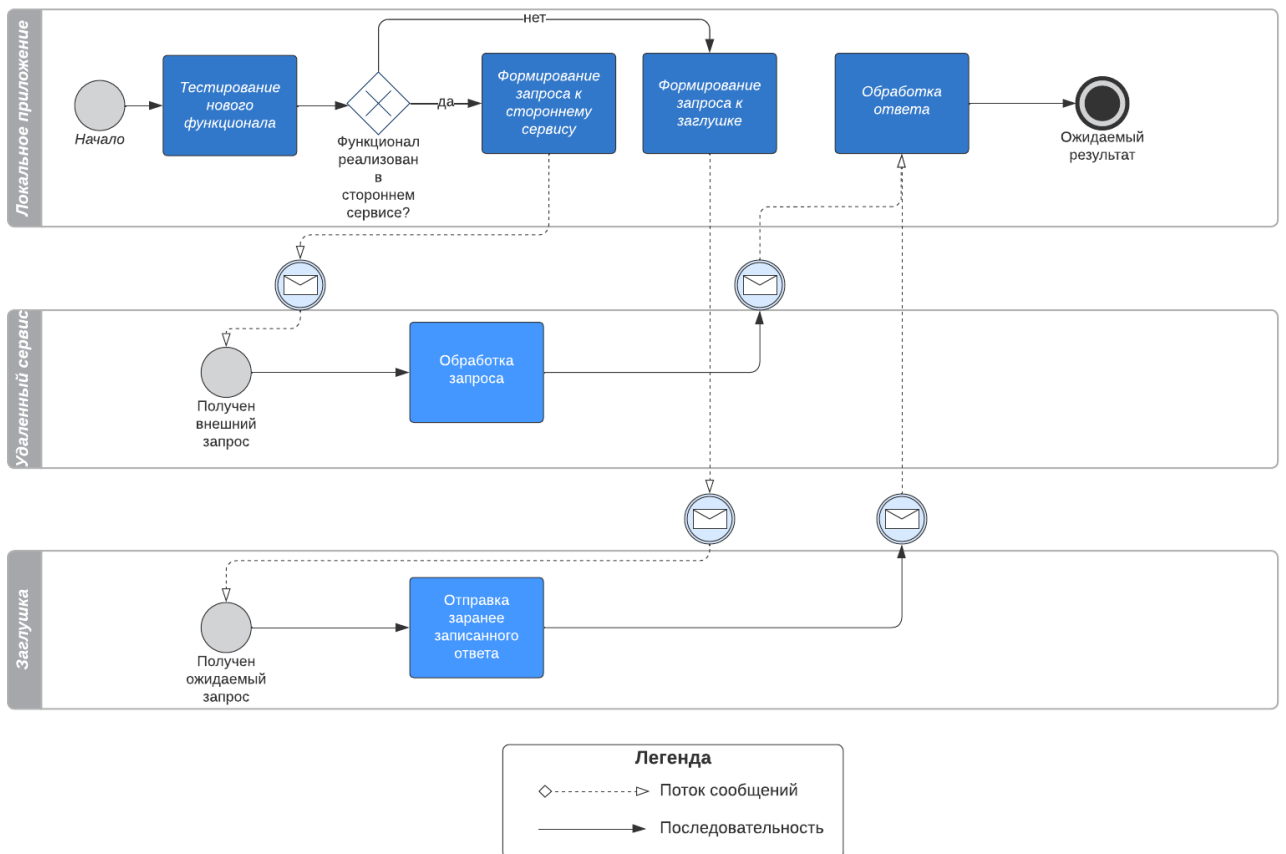 Локальное приложение
нет
Начало
Тестирование
нового
функционала
Функционал
реализован
в
стороннем
сервисе?
да
Формирование
запроса к
стороннему
сервису
Формирование
запроса к
заглушке
Обработка
ответа
Ожидаемый
результат
Удаленный сервис
Получен
внешний
запрос
Обработка
запроса
Заглушка
Получен
ожидаемый
запрос
Отправка
заранее
записанного
ответа
Легенда
Поток сообщений
Последовательность